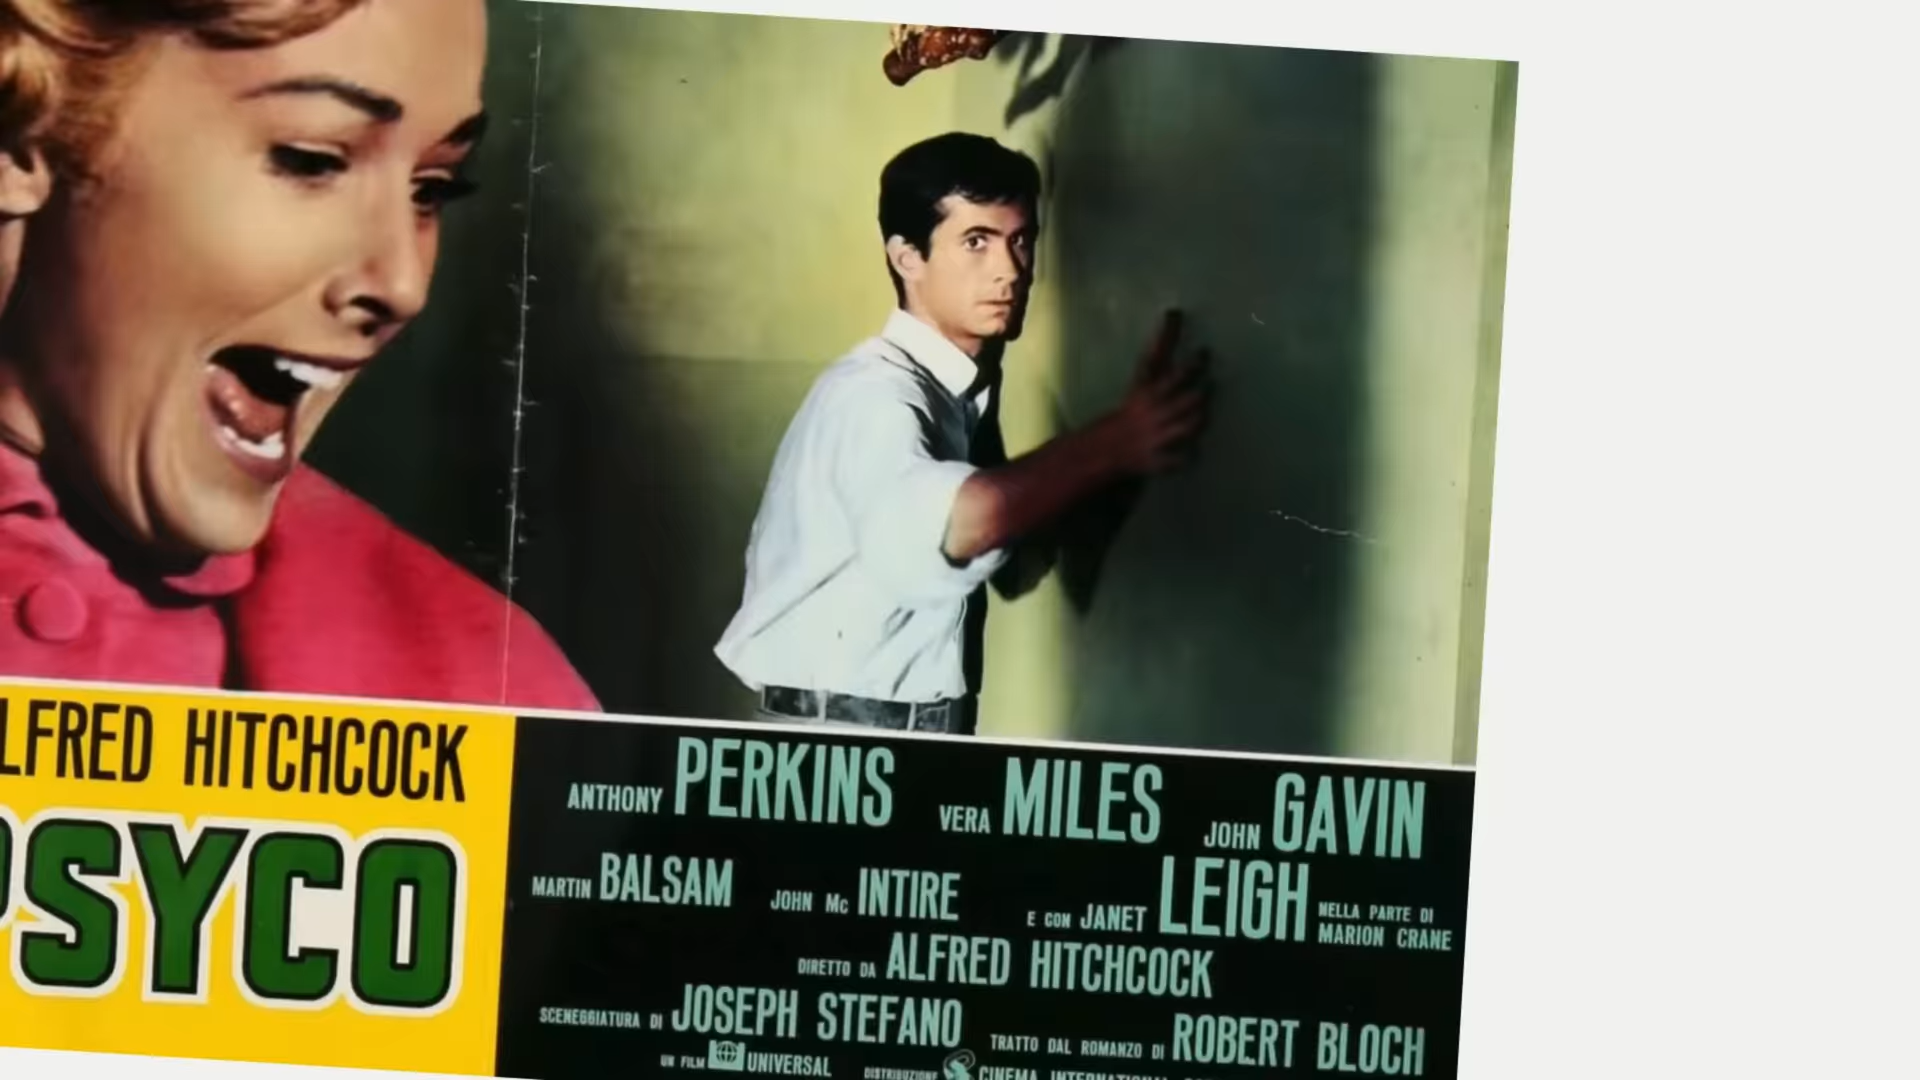 LFRED HITCHCOCK
PSYCO
ANTHONY PERKINS VERA MILES JOHN GAVIN
MARTIN BALSAM JOHN Mc INTIRE E CON JANET LEIGH NELLA PARTE DI
MARION CRANE
DIRETTO DA ALFRED HITCHCOCK
SCENEGGIATURA DI JOSEPH STEFANO TRATTO DAL ROMANZO DI ROBERT BLOCH
UN FILM UNIVERSAL DISTRIBUZIONE CINEMA INTERNATIONAL